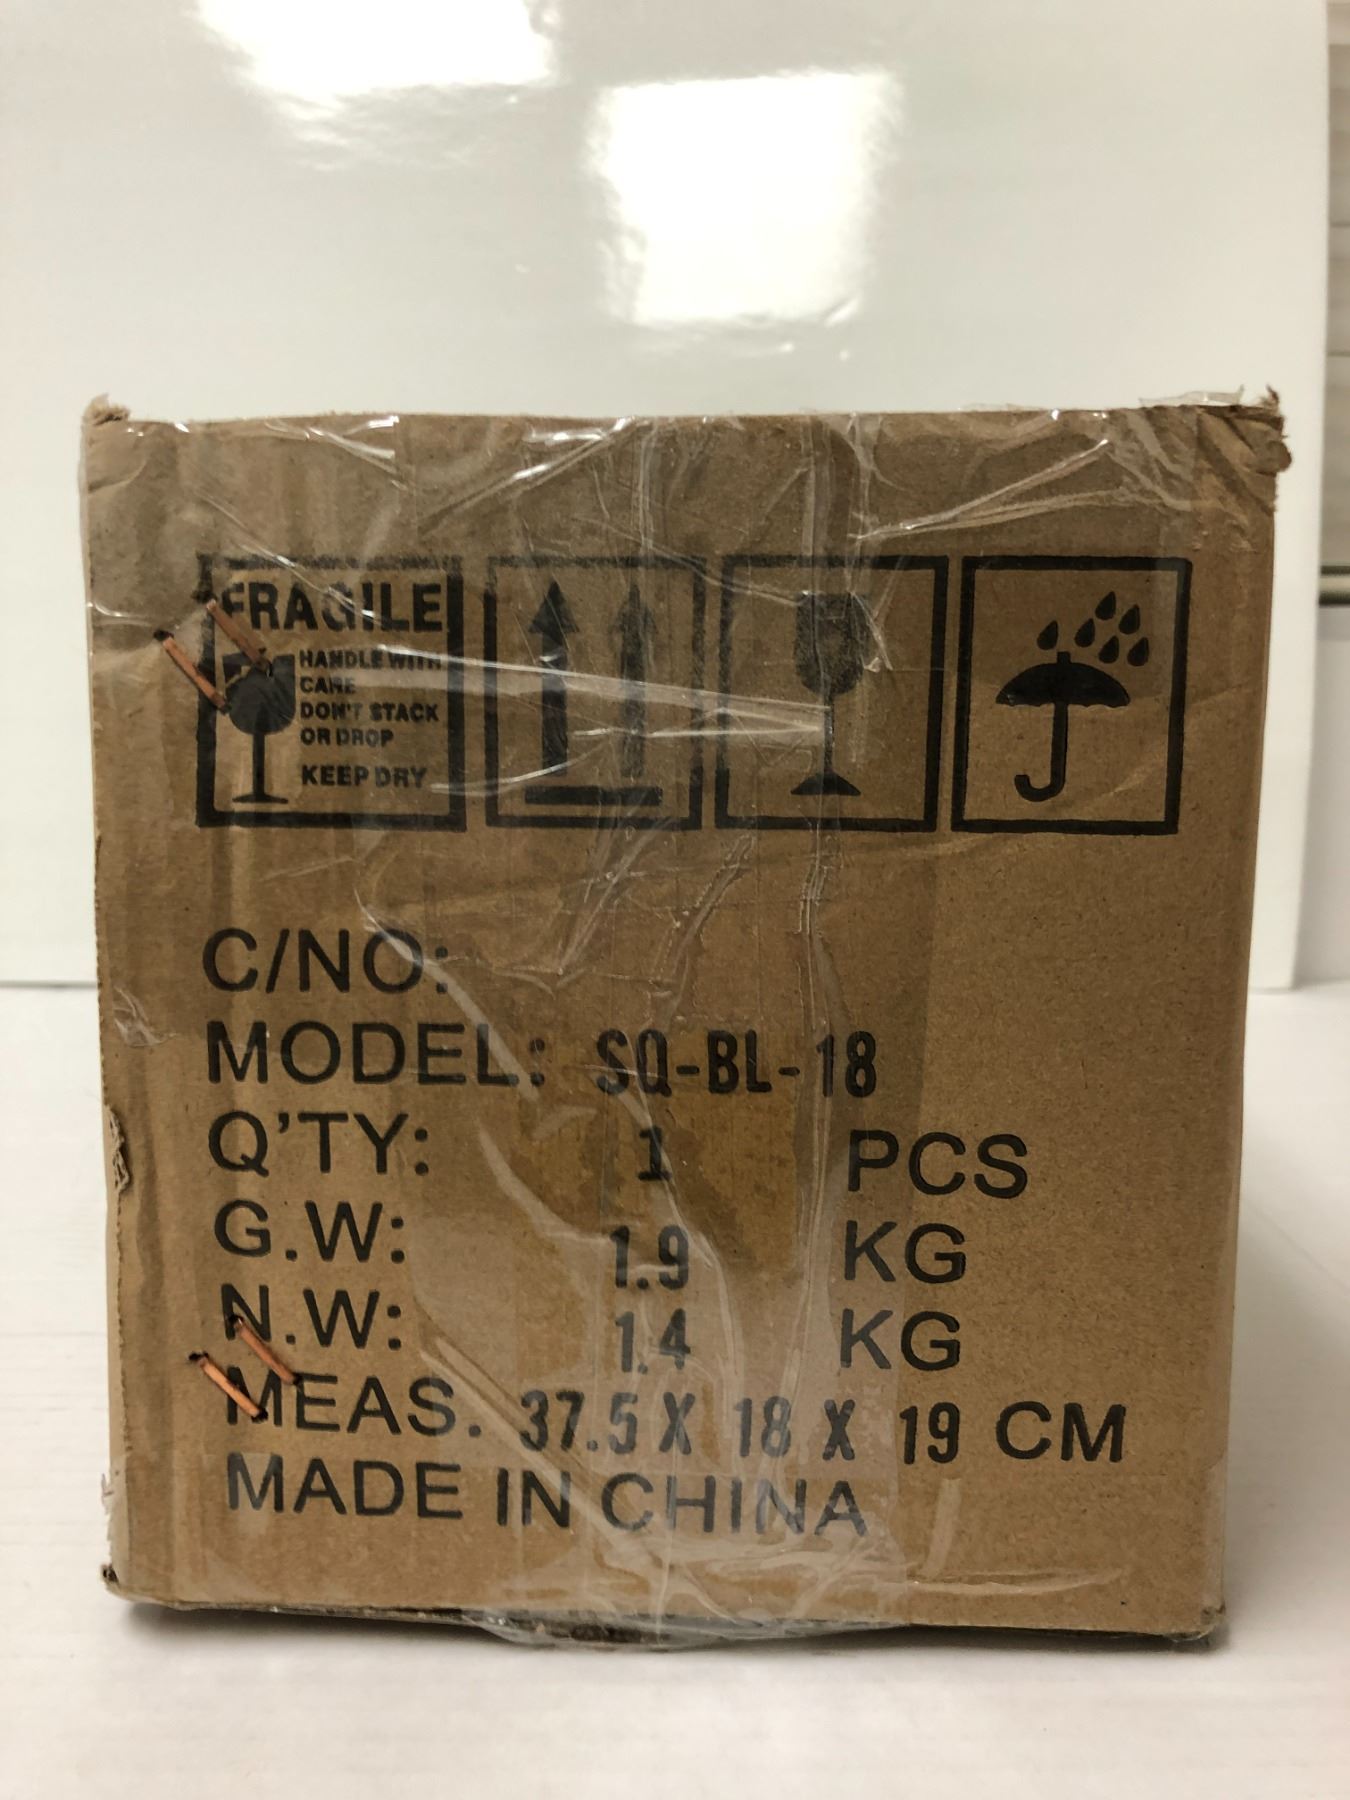 FRAGILE
HANDLE WITH
CARE
DON'T STACK
OR DROP
KEEP DRY
C/NO:
MODEL: SQ-BL-18
Q'TY: 1 PCS
G.W: 1.9 KG
N.W: 1.4 KG
MEAS. 37.5 X 18 X 19 CM
MADE IN CHINA